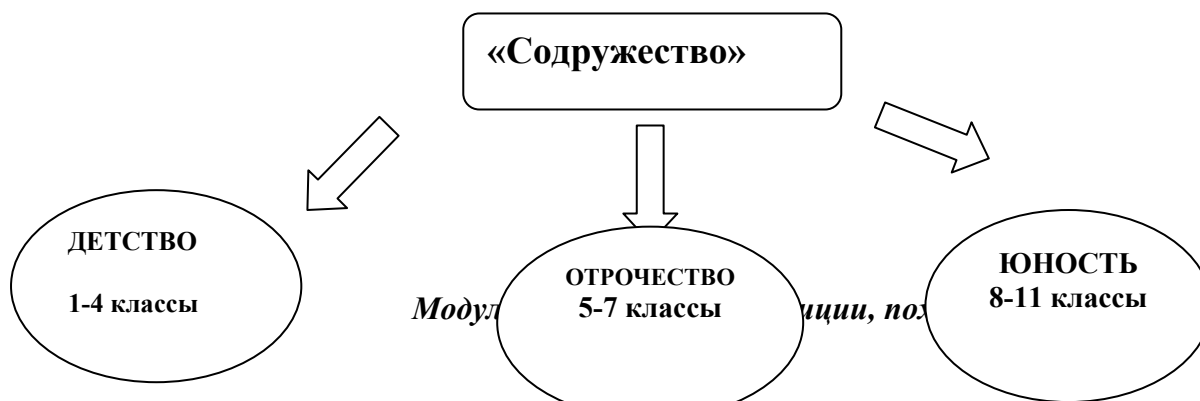 «Содружество»
ДЕТСТВО
1-4 классы
ОТРОЧЕСТВО
5-7 классы
ЮНОСТЬ
8-11 классы